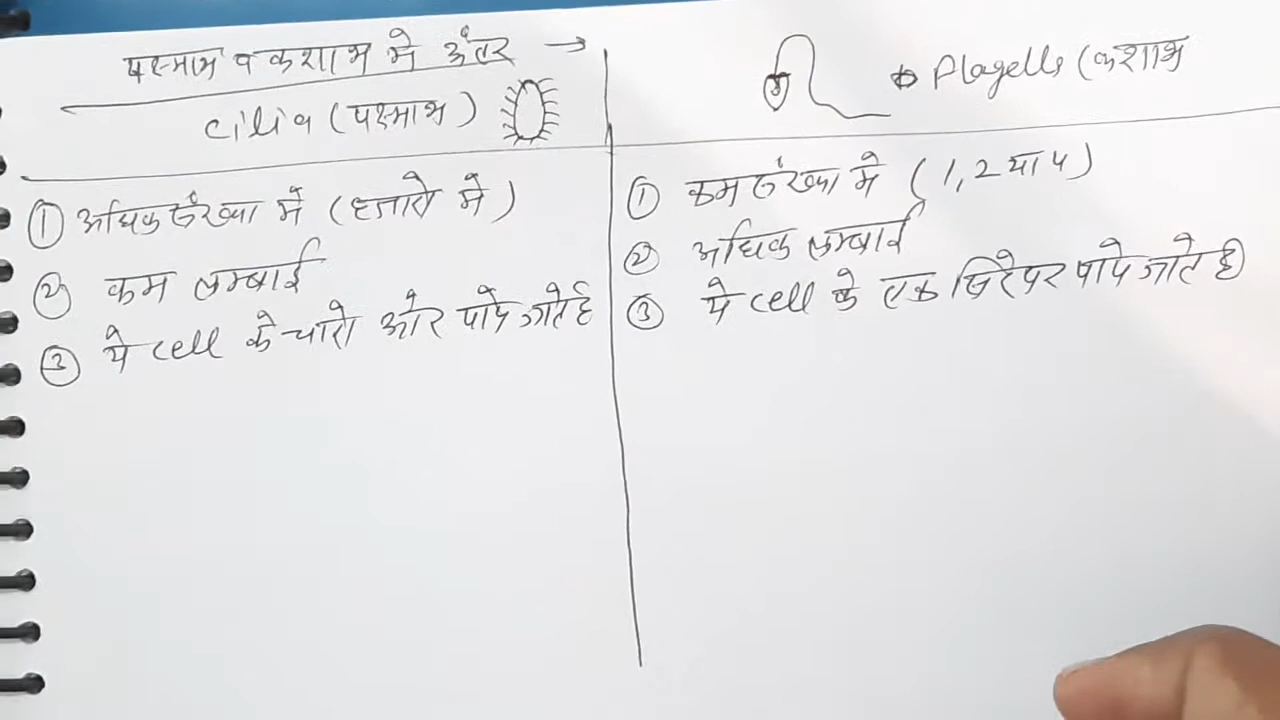 पक्ष्माभ व कशाभ में अंतर →
Cilia (पक्ष्माभ)
① अधिक संख्या में (हजारो मे)
② कम लम्बाई
③ ये cell के चारो ओर पाये जाते है
Flagells (कशाभ
① कम संख्या मे (1, 2 या 4)
② अधिक लम्बाई
③ ये cell के एक सिरे पर पाये जाते है